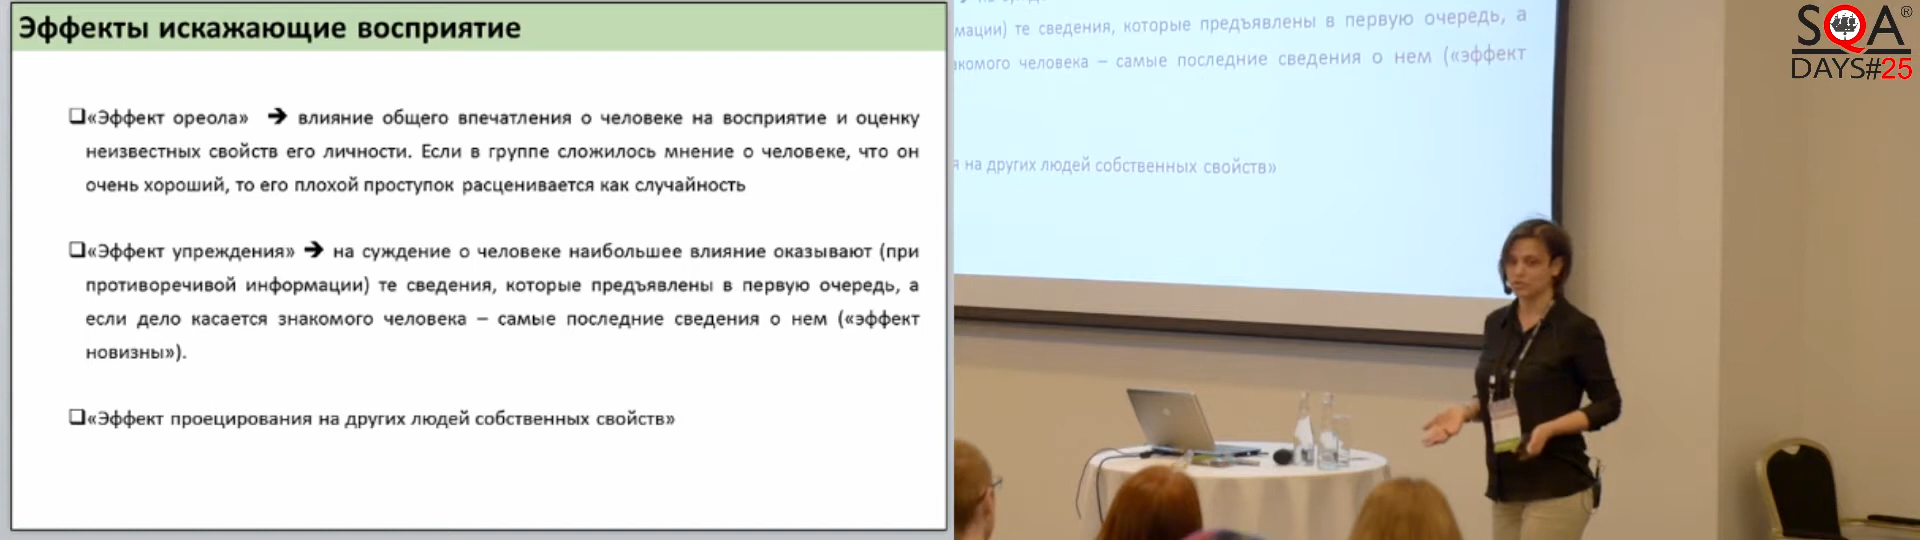 Эффекты искажающие восприятие
❑«Эффект ореола» ➔ влияние общего впечатления о человеке на восприятие и оценку
неизвестных свойств его личности. Если в группе сложилось мнение о человеке, что он
очень хороший, то его плохой проступок расценивается как случайность
❑«Эффект упреждения» ➔ на суждение о человеке наибольшее влияние оказывают (при
противоречивой информации) те сведения, которые предъявлены в первую очередь, а
если дело касается знакомого человека – самые последние сведения о нем («эффект
новизны»).
❑«Эффект проецирования на других людей собственных свойств»
мации) те сведения, которые предъявлены в первую очередь, а
акомого человека – самые последние сведения о нем («эффект
я на других людей собственных свойств»
SQA®
DAYS#25